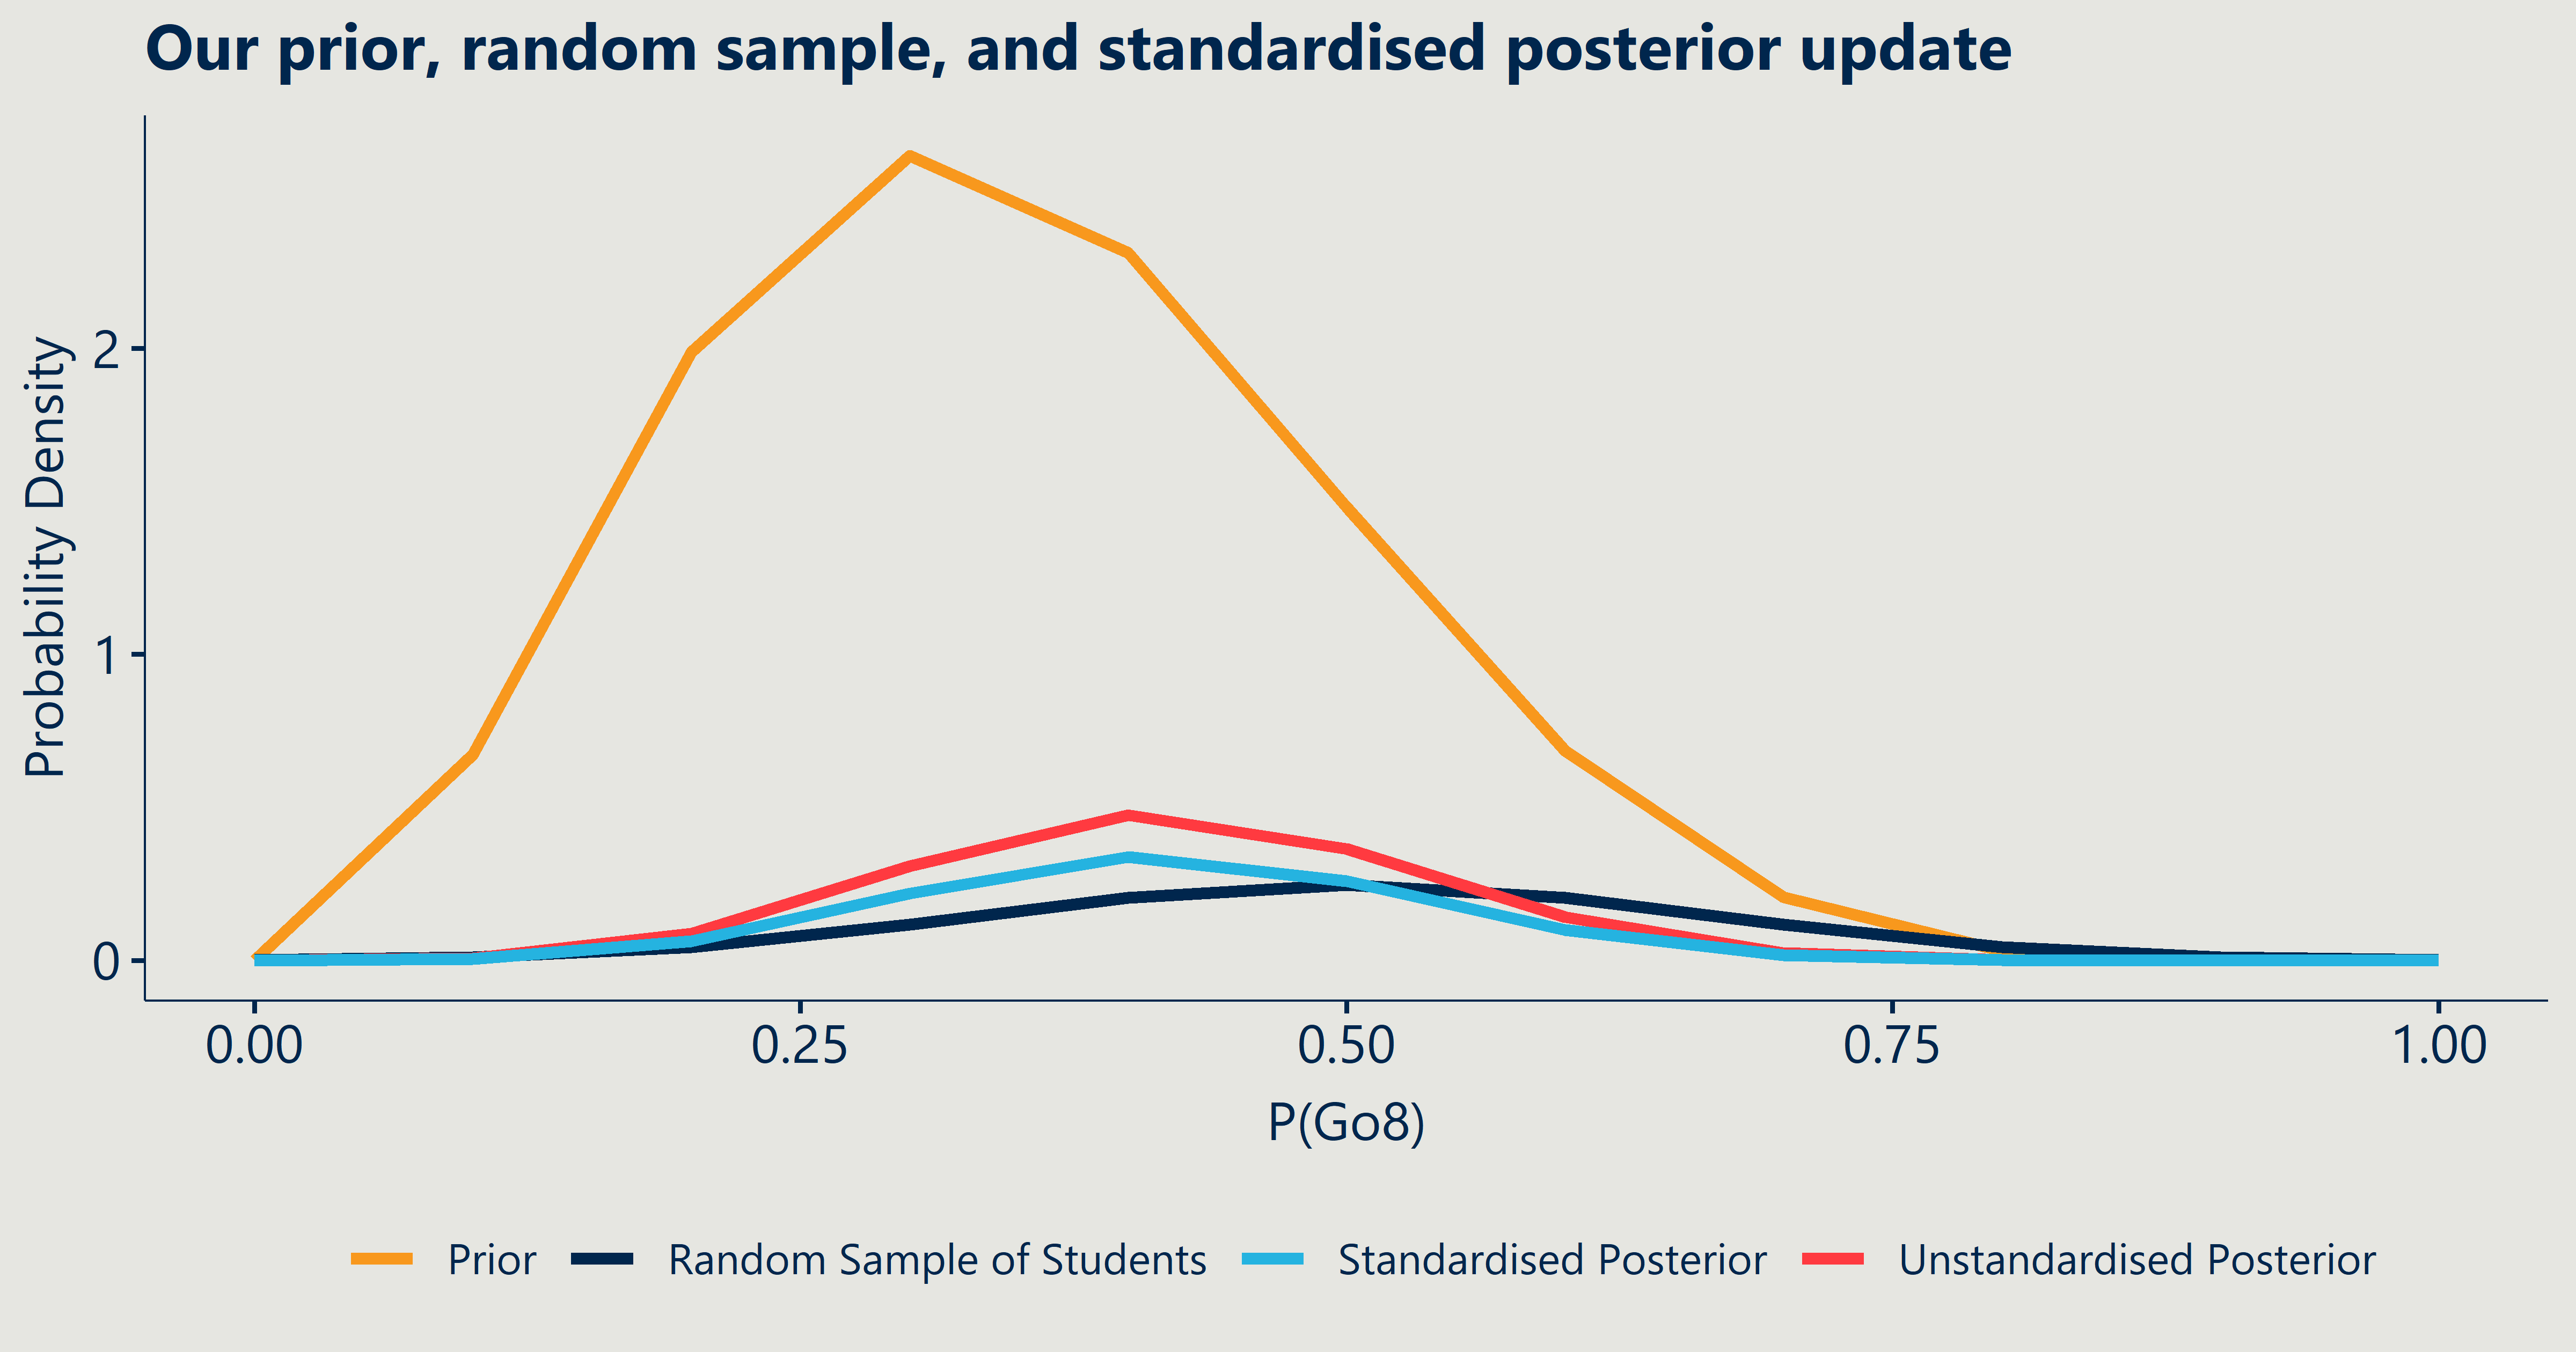 Our prior, random sample, and standardised posterior update
Probability Density
2
1
0
0.00 0.25 0.50 0.75 1.00
P(Go8)
Prior Random Sample of Students Standardised Posterior Unstandardised Posterior